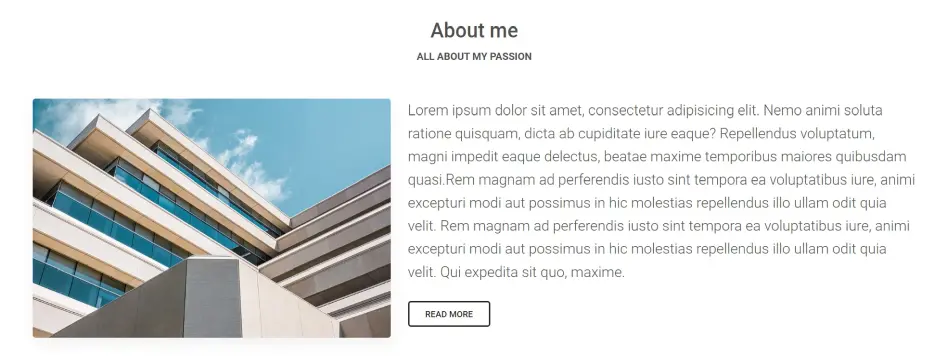 About me
ALL ABOUT MY PASSION
Lorem ipsum dolor sit amet, consectetur adipisicing elit. Nemo animi soluta
ratione quisquam, dicta ab cupiditate iure eaque? Repellendus voluptatum,
magni impedit eaque delectus, beatae maxime temporibus maiores quibusdam
quasi.Rem magnam ad perferendis iusto sint tempora ea voluptatibus iure, animi
excepturi modi aut possimus in hic molestias repellendus illo ullam odit quia
velit. Rem magnam ad perferendis iusto sint tempora ea voluptatibus iure, animi
excepturi modi aut possimus in hic molestias repellendus illo ullam odit quia
velit. Qui expedita sit quo, maxime.
READ MORE